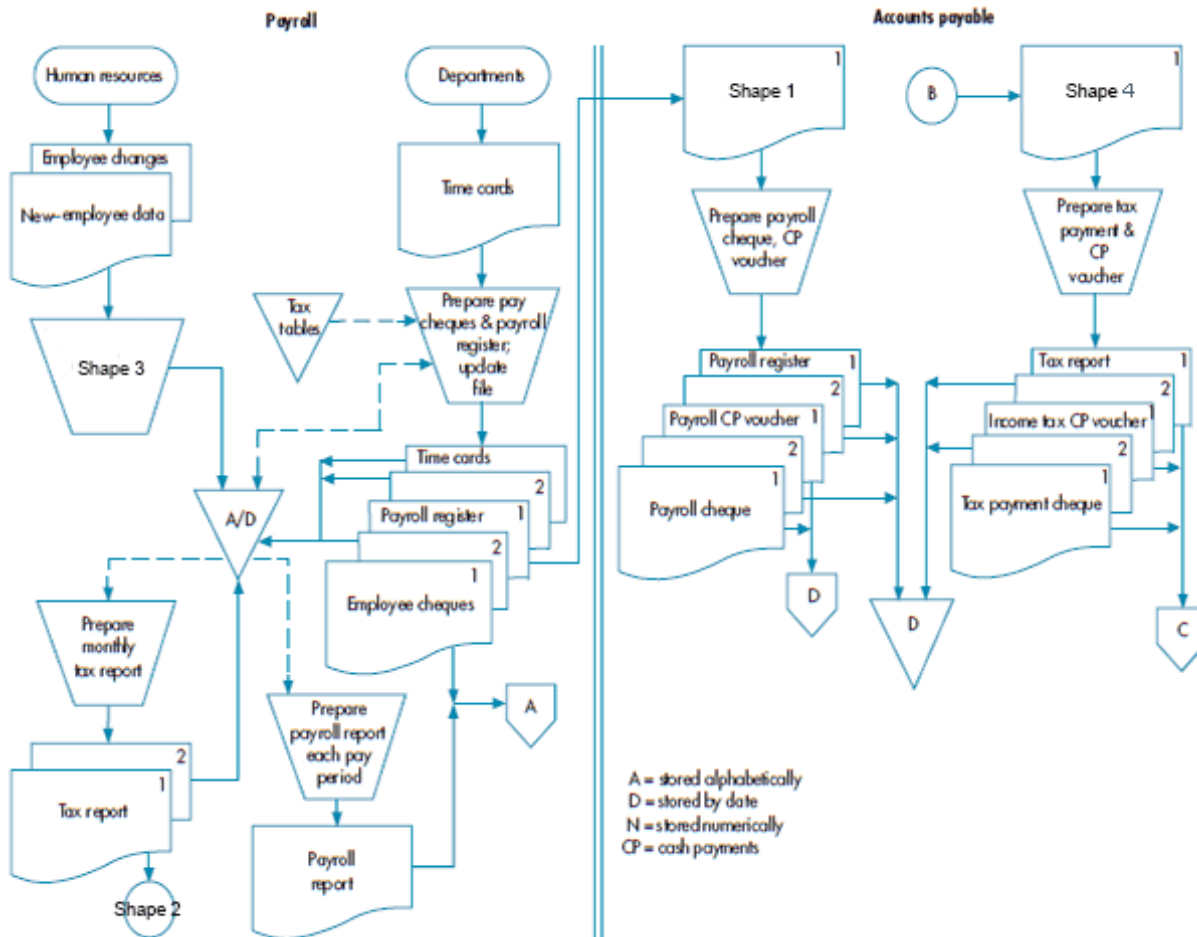 Payroll
Accounts payable
Human resources
Departments
Employee changes
New-employee data
Time cards
Shape 3
Tax
tables
Prepare pay
cheques & payroll
register;
update
file
A/D
Time cards
2
Payroll register
1
2
1
Employee cheques
Prepare
monthly
tax report
2
1
Tax report
Shape 2
Prepare
payroll report
each pay
period
Payroll
report
A
1
Shape 1
B
1
Shape 4
Prepare payroll
cheque, CP
voucher
Prepare tax
payment &
CP
voucher
Payroll register
1
2
Payroll CP voucher
1
2
1
Payroll cheque
D
D
Tax report
1
2
Income tax CP voucher
1
2
1
Tax payment cheque
C
A = stored alphabetically
D = stored by date
N = stored numerically
CP = cash payments